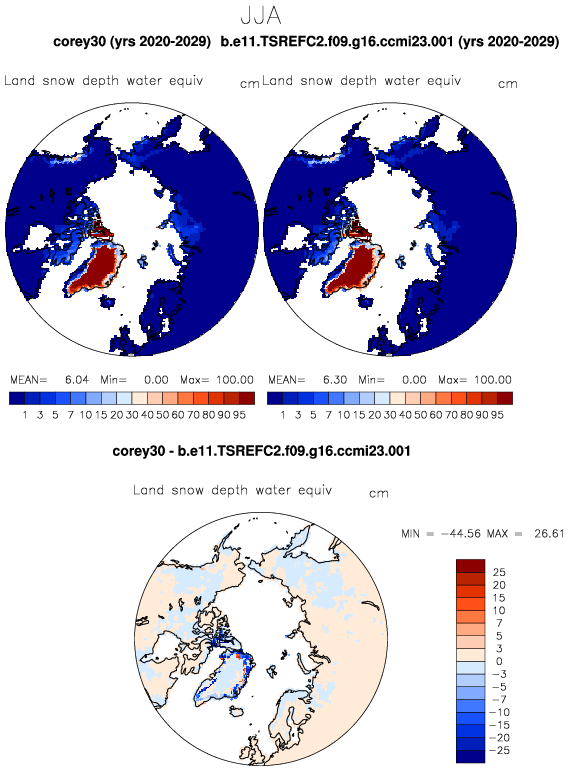 JJA
corey30 (yrs 2020-2029) b.e11.TSREFC2.f09.g16.ccmi23.001 (yrs 2020-2029)
Land snow depth water equiv cm Land snow depth water equiv cm
MEAN= 6.04 Min= 0.00 Max= 100.00 MEAN= 6.30 Min= 0.00 Max= 100.00
1 3 5 7 10 15 20 30 40 50 60 70 80 90 95 1 3 5 7 10 15 20 30 40 50 60 70 80 90 95
corey30 - b.e11.TSREFC2.f09.g16.ccmi23.001
Land snow depth water equiv cm
MIN = -44.56 MAX = 26.61
25
20
15
10
7
5
3
0
-3
-5
-7
-10
-15
-20
-25